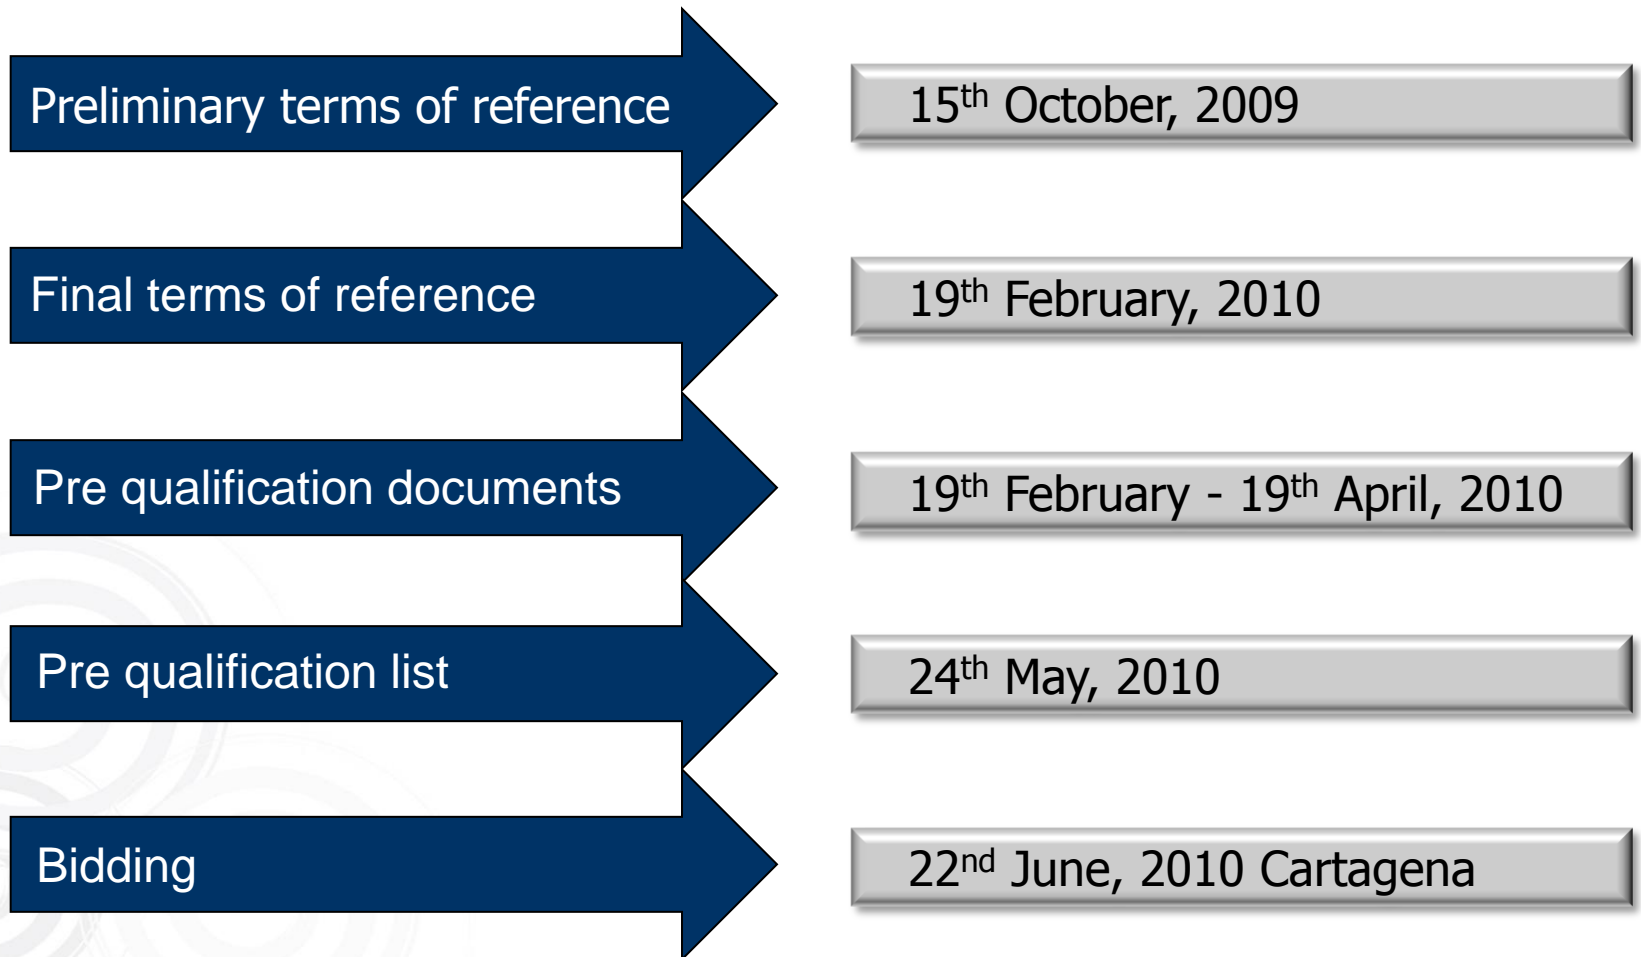 Preliminary terms of reference
15th October, 2009
Final terms of reference
19th February, 2010
Pre qualification documents
19th February - 19th April, 2010
Pre qualification list
24th May, 2010
Bidding
22nd June, 2010 Cartagena